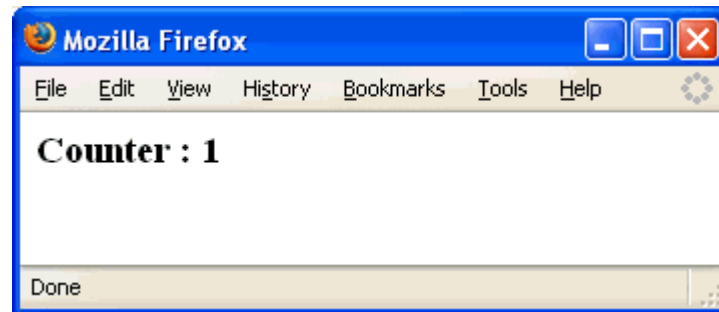 Mozilla Firefox
File Edit View History Bookmarks Tools Help
Counter : 1
Done